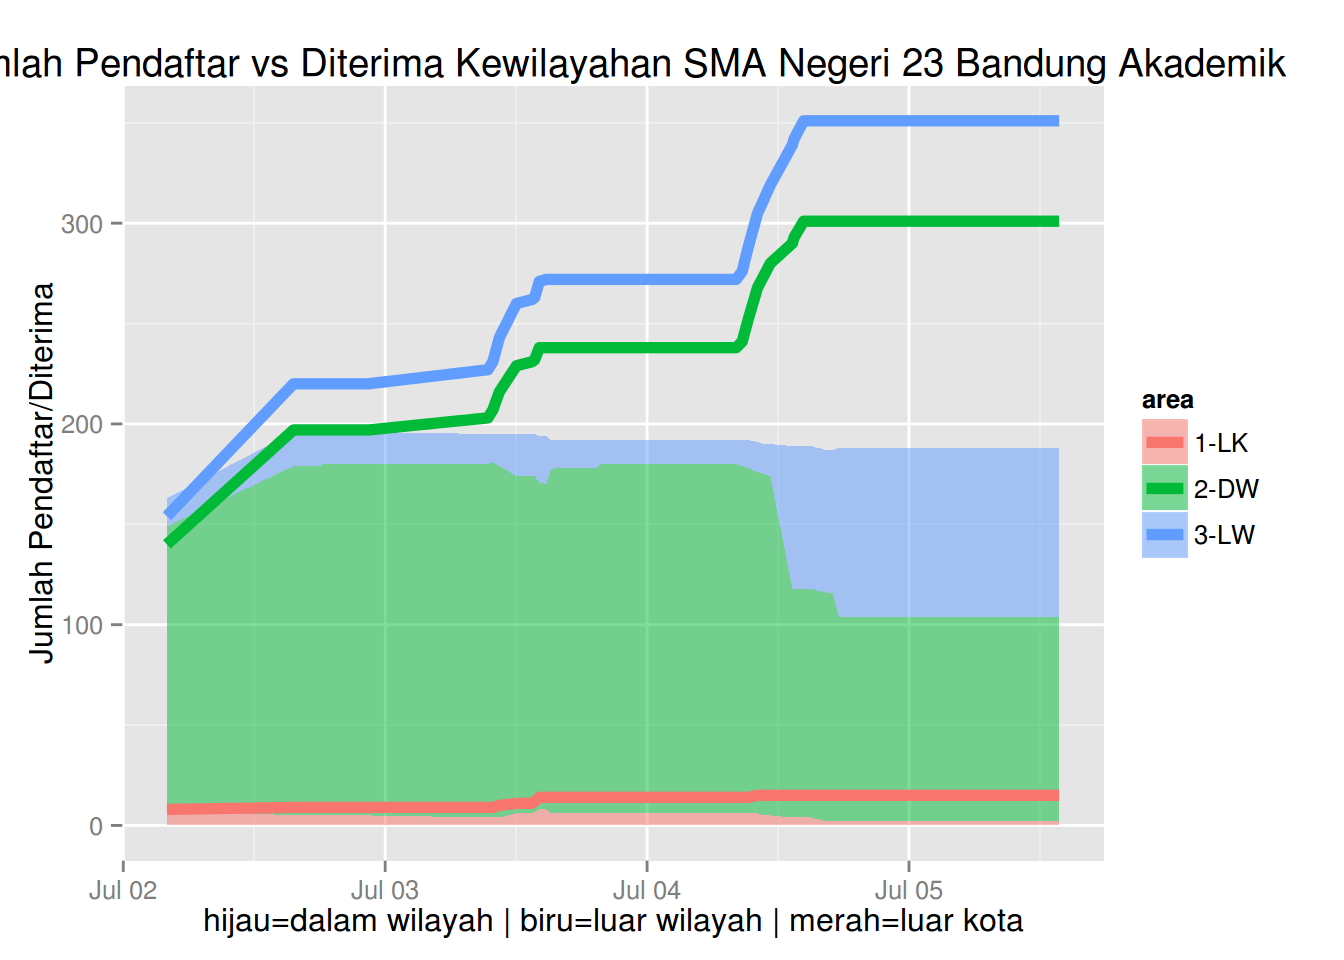 mlah Pendaftar vs Diterima Kewilayahan SMA Negeri 23 Bandung Akademik
Jumlah Pendaftar/Diterima
300
200
100
0
Jul 02 Jul 03 Jul 04 Jul 05
hijau=dalam wilayah | biru=luar wilayah | merah=luar kota
area
1-LK
2-DW
3-LW